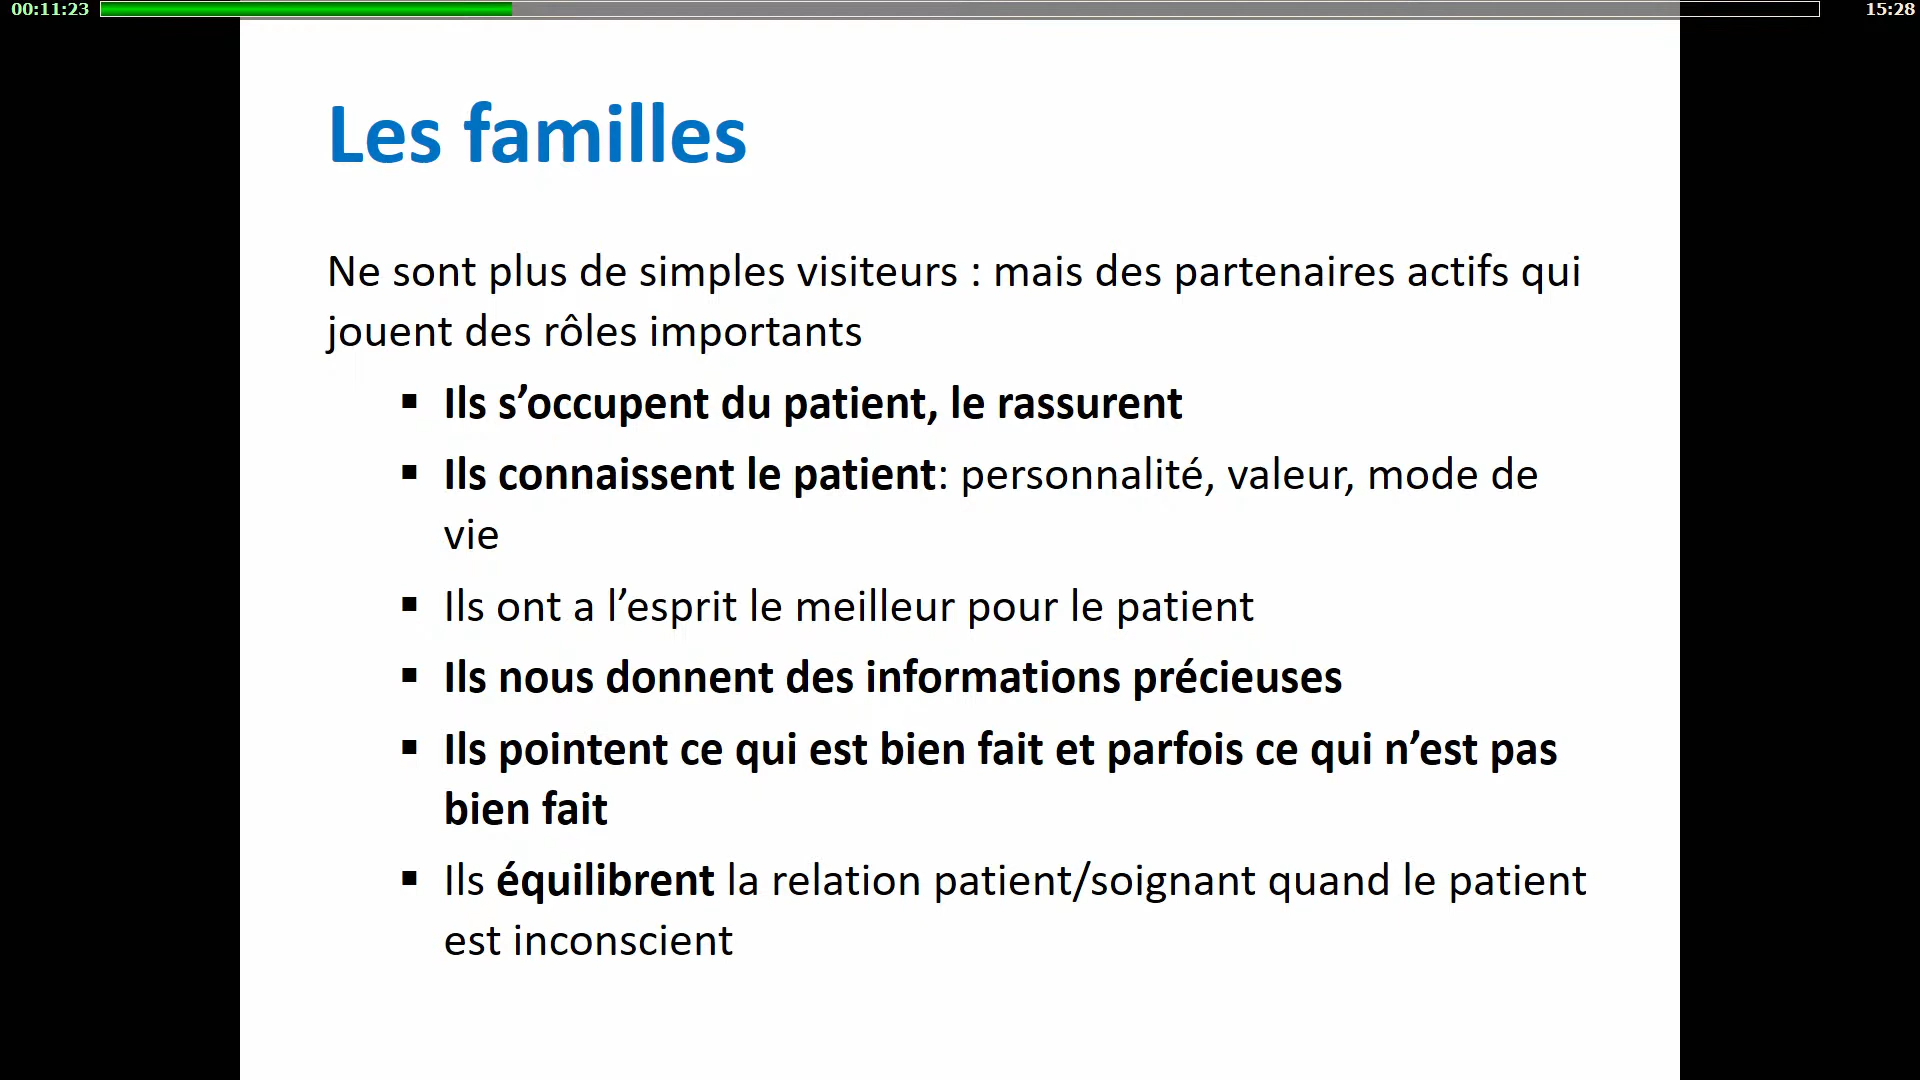 00:11:23
15:28
Les familles
Ne sont plus de simples visiteurs : mais des partenaires actifs qui
jouent des rôles importants
▪ Ils s’occupent du patient, le rassurent
▪ Ils connaissent le patient: personnalité, valeur, mode de
vie
▪ Ils ont a l’esprit le meilleur pour le patient
▪ Ils nous donnent des informations précieuses
▪ Ils pointent ce qui est bien fait et parfois ce qui n’est pas
bien fait
▪ Ils équilibrent la relation patient/soignant quand le patient
est inconscient